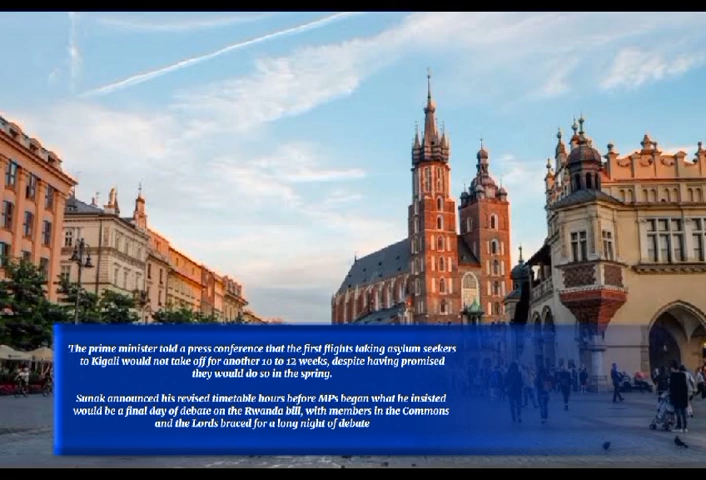 The prime minister told a press conference that the first flights taking asylum seekers
to Kigali would not take off for another 10 to 12 weeks, despite having promised
they would do so in the spring.
Sunak announced his revised timetable hours before MPs began what he insisted
would be a final day of debate on the Rwanda bill, with members in the Commons
and the Lords braced for a long night of debate